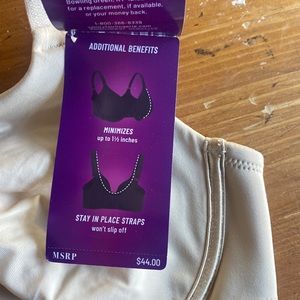 for a replacement, if available,
or your money back.
ADDITIONAL BENEFITS
MINIMIZES
up to 1½ inches
STAY IN PLACE STRAPS
won't slip off
MSRP
$44.00